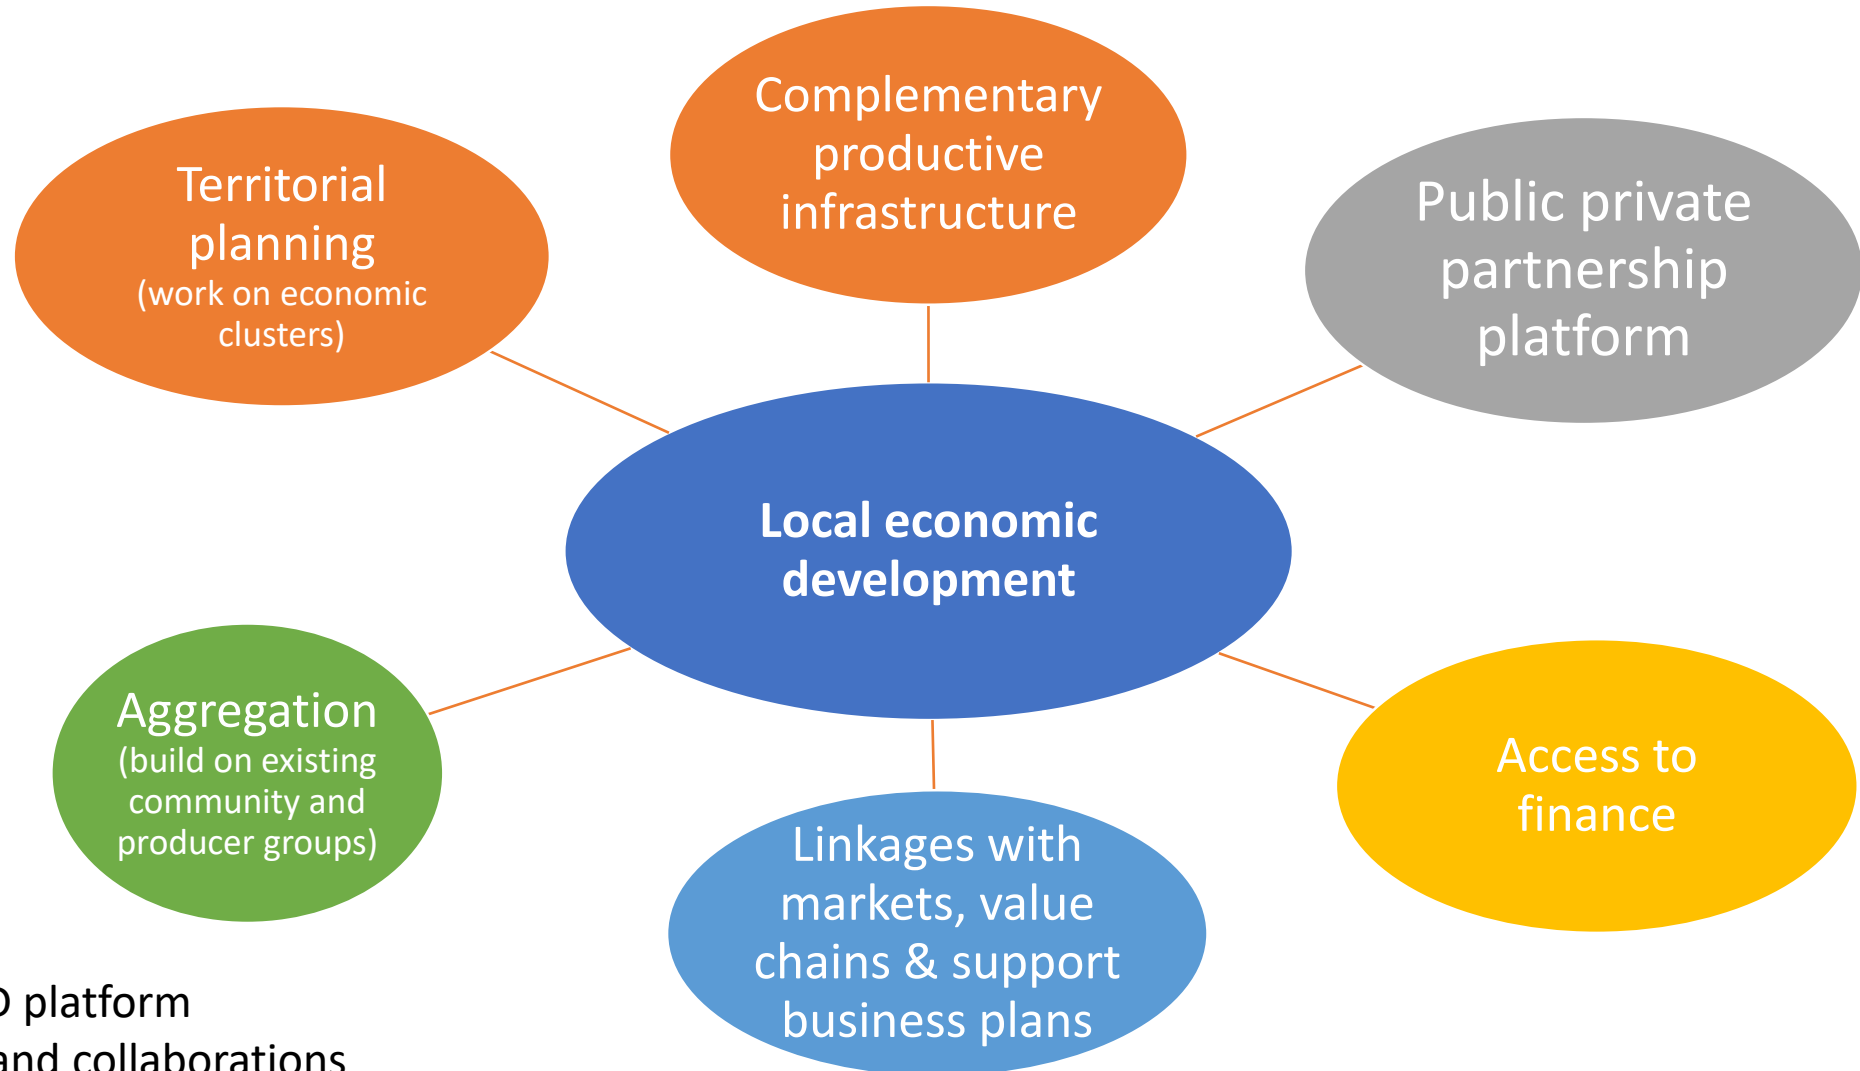 Complementary
productive
infrastructure
Territorial
planning
(work on economic
clusters)
Public private
partnership
platform
Local economic
development
Aggregation
(build on existing
community and
producer groups)
Access to
finance
Linkages with
markets, value
chains & support
business plans
platform
and collaborations